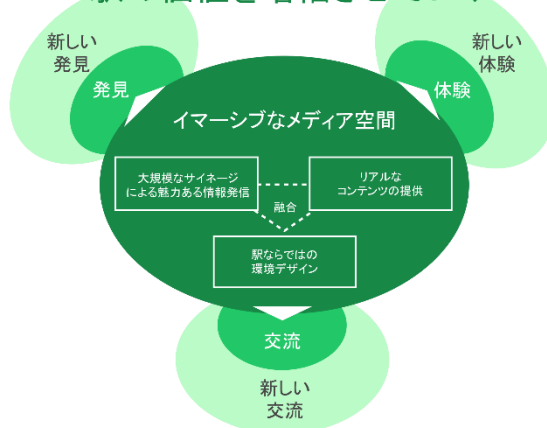 新しい
発見
新しい
体験
発見
体験
イマーシブなメディア空間
大規模なサイネージ
による魅力ある情報発信
リアルな
コンテンツの提供
融合
駅ならではの
環境デザイン
交流
新しい
交流